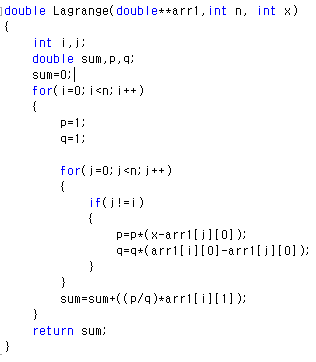 double Lagrange(double**arr1,int n, int x)
{
    int i,j;
    double sum,p,q;
    sum=0;
    for(i=0;i<n;i++)
    {
        p=1;
        q=1;

        for(j=0;j<n;j++)
        {
            if(j!=i)
            {
                p=p*(x-arr1[j][0]);
                q=q*(arr1[i][0]-arr1[j][0]);
            }
        }
        sum=sum+((p/q)*arr1[i][1]);
    }
    return sum;
}